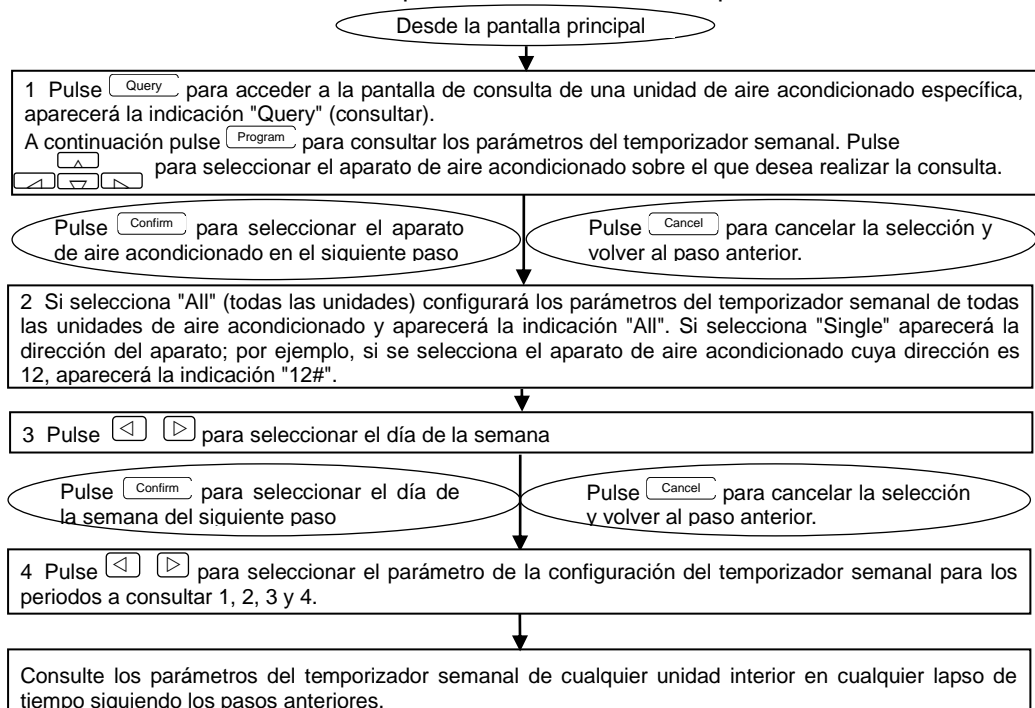 Desde la pantalla principal
1 Pulse Query para acceder a la pantalla de consulta de una unidad de aire acondicionado específica,
aparecerá la indicación "Query" (consultar).
A continuación pulse Program para consultar los parámetros del temporizador semanal. Pulse
para seleccionar el aparato de aire acondicionado sobre el que desea realizar la consulta.
Pulse Confirm para seleccionar el aparato
de aire acondicionado en el siguiente paso
Pulse Cancel para cancelar la selección y
volver al paso anterior.
2 Si selecciona "All" (todas las unidades) configurará los parámetros del temporizador semanal de todas
las unidades de aire acondicionado y aparecerá la indicación "All". Si selecciona "Single" aparecerá la
dirección del aparato; por ejemplo, si se selecciona el aparato de aire acondicionado cuya dirección es
12, aparecerá la indicación "12#".
3 Pulse para seleccionar el día de la semana
Pulse Confirm para seleccionar el día de
la semana del siguiente paso
Pulse Cancel para cancelar la selección
y volver al paso anterior.
4 Pulse para seleccionar el parámetro de la configuración del temporizador semanal para los
periodos a consultar 1, 2, 3 y 4.
Consulte los parámetros del temporizador semanal de cualquier unidad interior en cualquier lapso de
tiempo siguiendo los pasos anteriores.